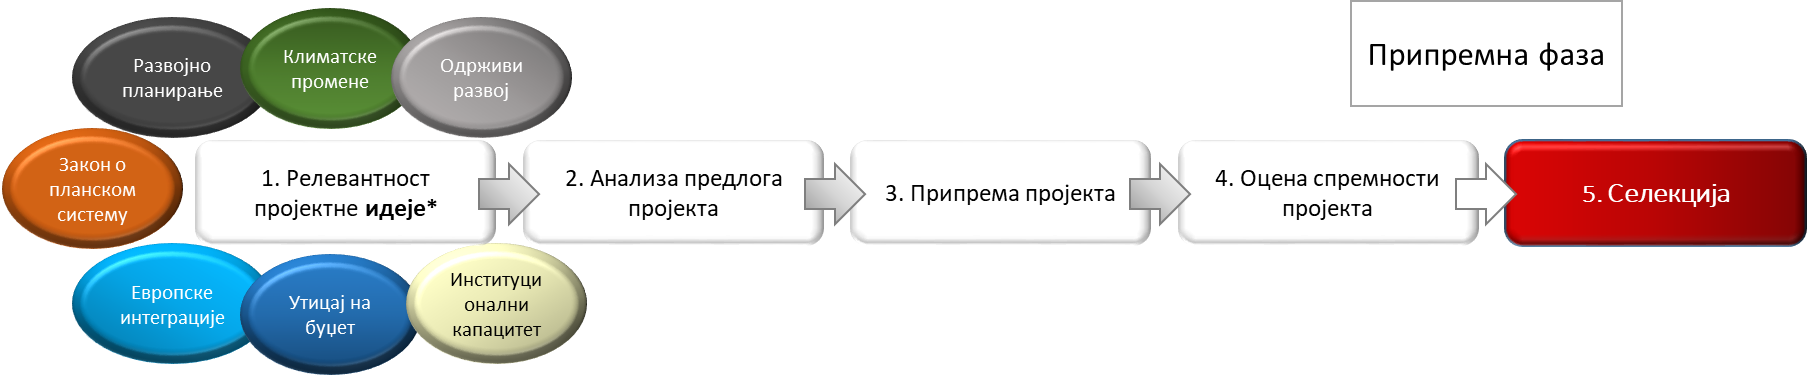 Развојно
планирање
Климатске
промене
Одрживи
развој
Припремна фаза
Закон о
планском
систему
1. Релевантност
пројектне идеје*
2. Анализа предлога
пројекта
3. Припрема пројекта
4. Оцена спремности
пројекта
5. Селекција
Европске
интеграције
Утицај на
буџет
Институци
онални
капацитет